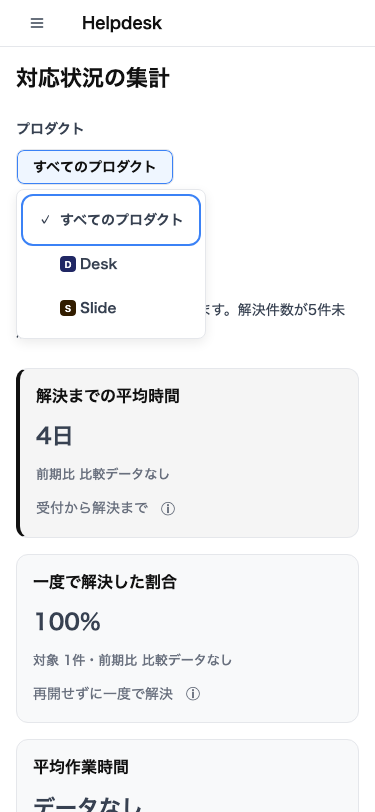 Helpdesk
対応状況の集計
プロダクト
すべてのプロダクト
✓ すべてのプロダクト
D Desk
S Slide
ます。解決件数が5件未
解決までの平均時間
4日
前期比 比較データなし
受付から解決まで ⓘ
一度で解決した割合
100%
対象 1件・前期比 比較データなし
再開せずに一度で解決 ⓘ
平均作業時間
データなし